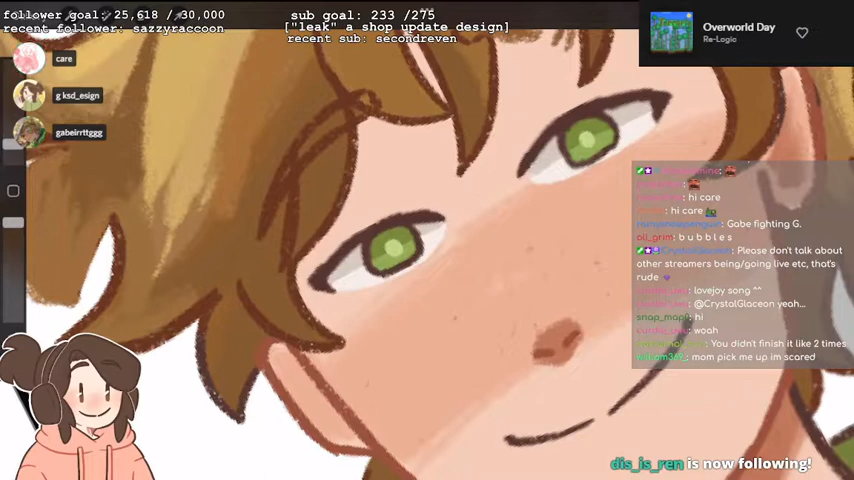 follower goal: 25,618 / 30,000
recent follower: sazzyraccoon
sub goal: 233 /275
["leak" a shop update design]
recent sub: secondreven
Overworld Day
Re-Logic
care
g ksd_esign
gabeirrttggg
: hi care
: hi care
: Gabe fighting G.
oli_grim: b u b b l e s
CrystalGlaceon: Please don't talk about
other streamers being/going live etc, that's
rude
: lovejoy song ^^
: @CrystalGlaceon yeah...
: hi
: woah
: You didn't finish it like 2 times
: mom pick me up im scared
dis_is_ren is now following!